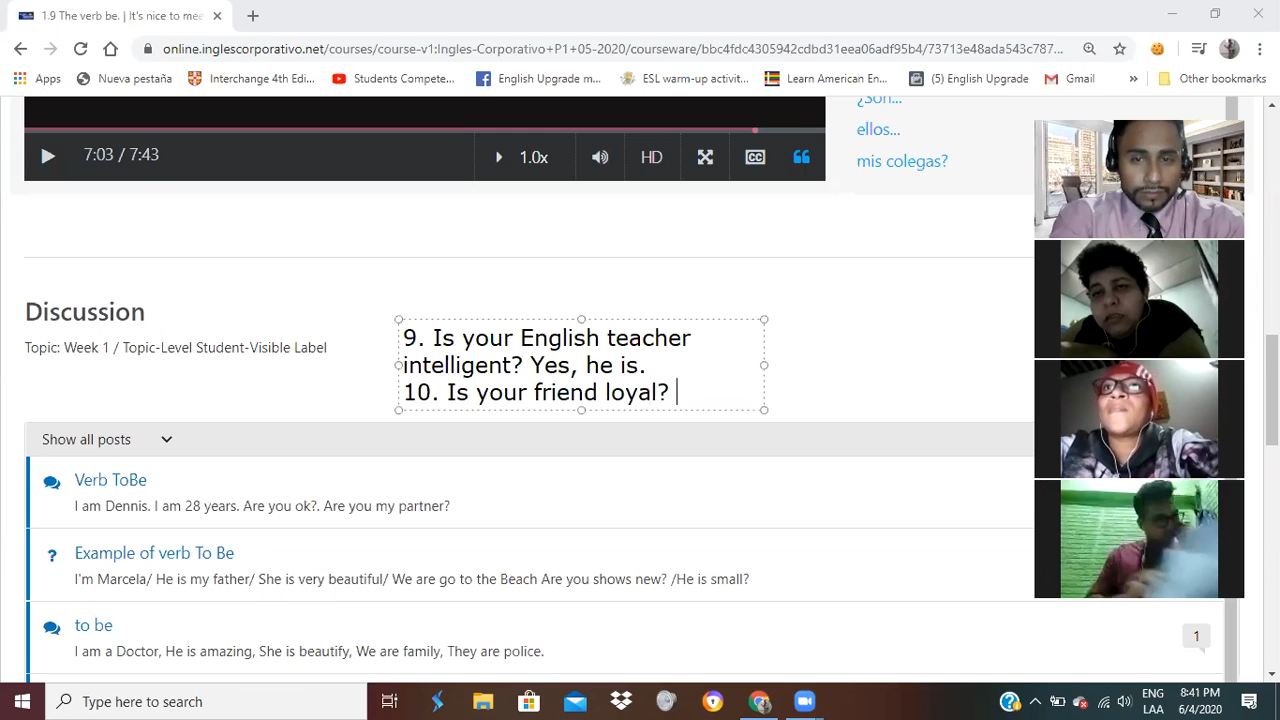 1.9 The verb be. | It's nice to mee
online.inglescorporativo.net/courses/course-v1:Ingles-Corporativo+P1+05-2020/courseware/bbc4fdc4305942cdbd31eea06adf95b4/73713e48ada543c787...
Apps
Nueva pestaña
Interchange 4th Edi...
Students Compete...
English Upgrade m...
ESL warm-up activit...
Learn American En...
(5) English Upgrade
Gmail
»
Other bookmarks
¿Son...
ellos...
mis colegas?
7:03 / 7:43
1.0x
HD
CC
Discussion
Topic: Week 1 / Topic-Level Student-Visible Label
9. Is your English teacher
intelligent? Yes, he is.
10. Is your friend loyal?
Show all posts
Verb ToBe
I am Dennis. I am 28 years. Are you ok?. Are you my partner?
Example of verb To Be
I'm Marcela/ He is my father/ She is very beautiful/ We are go to the Beach Are you shows new? /He is small?
to be
I am a Doctor, He is amazing, She is beautify, We are family, They are police.
1
Type here to search
ENG
LAA
8:41 PM
6/4/2020